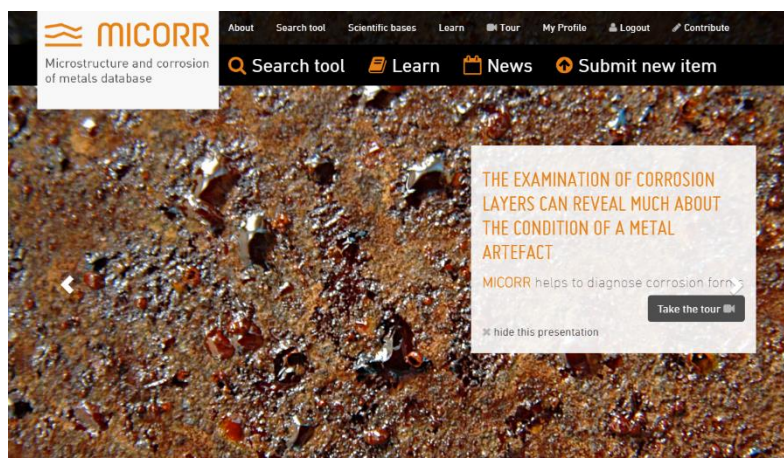 MICORR
Microstructure and corrosion
of metals database
About Search tool Scientific bases Learn Tour My Profile Logout Contribute
Search tool Learn News Submit new item
THE EXAMINATION OF CORROSION
LAYERS CAN REVEAL MUCH ABOUT
THE CONDITION OF A METAL
ARTEFACT
MICORR helps to diagnose corrosion forms
Take the tour
hide this presentation